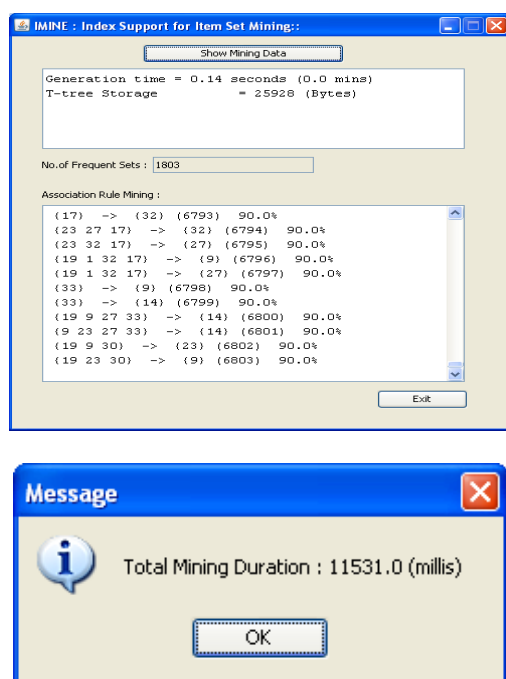 IMINE : Index Support for Item Set Mining::
Show Mining Data
Generation time = 0.14 seconds (0.0 mins)
T-tree Storage = 25928 (Bytes)
No.of Frequent Sets : 1803
Association Rule Mining :
{17} -> {32} (6793) 90.0%
{23 27 17} -> {32} (6794) 90.0%
{23 32 17} -> {27} (6795) 90.0%
{19 1 32 17} -> {9} (6796) 90.0%
{19 1 32 17} -> {27} (6797) 90.0%
{33} -> {9} (6798) 90.0%
{33} -> {14} (6799) 90.0%
{19 9 27 33} -> {14} (6800) 90.0%
{9 23 27 33} -> {14} (6801) 90.0%
{19 9 30} -> {23} (6802) 90.0%
{19 23 30} -> {9} (6803) 90.0%
Exit
Message
Total Mining Duration : 11531.0 (millis)
OK